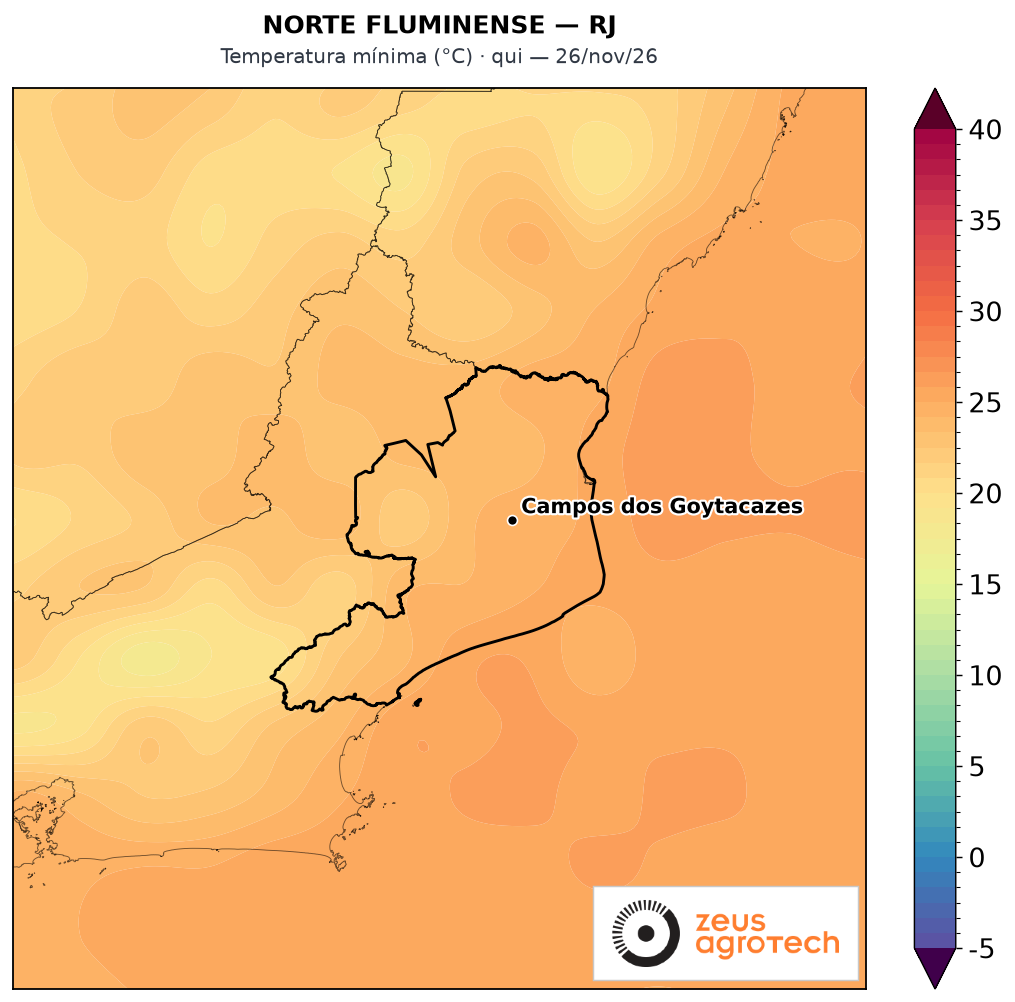 NORTE FLUMINENSE — RJ
Temperatura mínima (°C) · qui — 26/nov/26
40
35
30
25
20
15
10
5
0
-5
Campos dos Goytacazes
zeus
agrotech